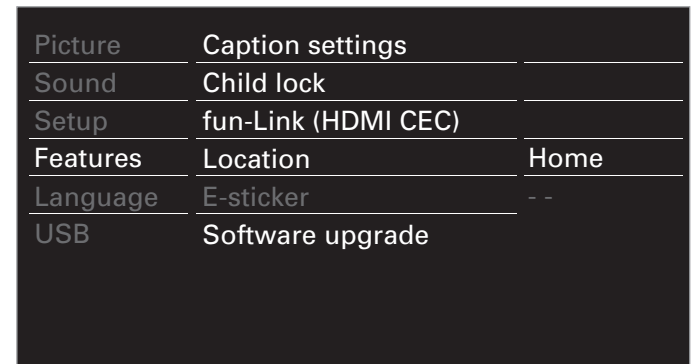 Picture Caption settings
Sound Child lock
Setup fun-Link (HDMI CEC)
Features Location Home
Language E-sticker - -
USB Software upgrade